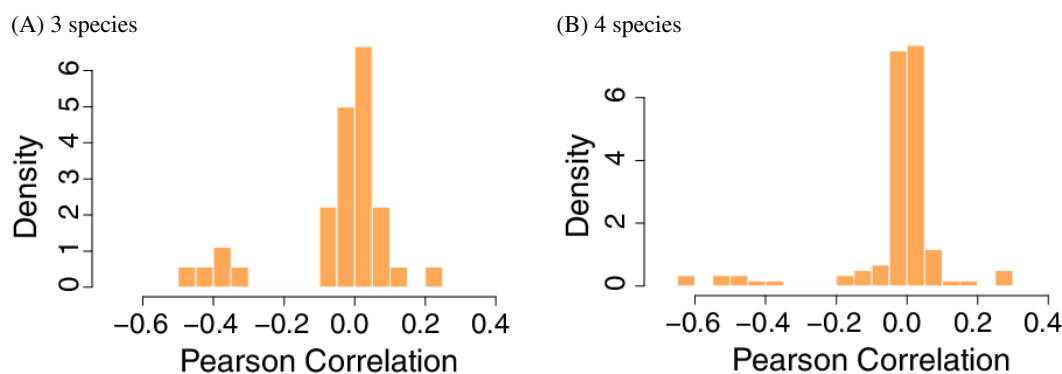 (A) 3 species
(B) 4 species
Density
0 1 2 3 4 5 6
−0.6 −0.4 −0.2 0.0 0.2 0.4
Pearson Correlation
Density
0 2 4 6
−0.6 −0.4 −0.2 0.0 0.2 0.4
Pearson Correlation